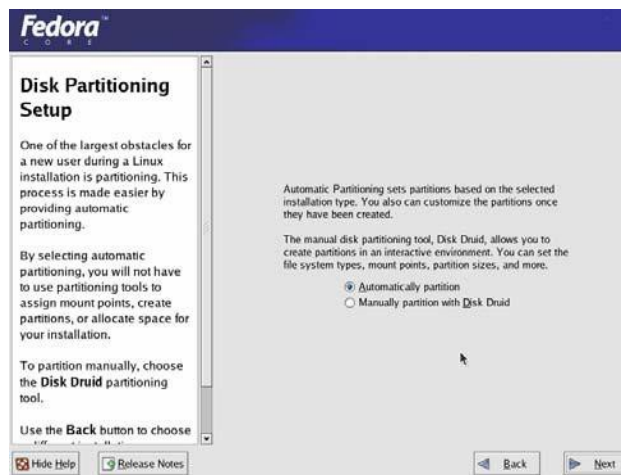 Fedora™
CORE
Disk Partitioning
Setup
One of the largest obstacles for
a new user during a Linux
installation is partitioning. This
process is made easier by
providing automatic
partitioning.
By selecting automatic
partitioning, you will not have
to use partitioning tools to
assign mount points, create
partitions, or allocate space for
your installation.
To partition manually, choose
the Disk Druid partitioning
tool.
Use the Back button to choose
Automatic Partitioning sets partitions based on the selected
installation type. You also can customize the partitions once
they have been created.
The manual disk partitioning tool, Disk Druid, allows you to
create partitions in an interactive environment. You can set the
file system types, mount points, partition sizes, and more.
Automatically partition
Manually partition with Disk Druid
Hide Help
Release Notes
Back
Next